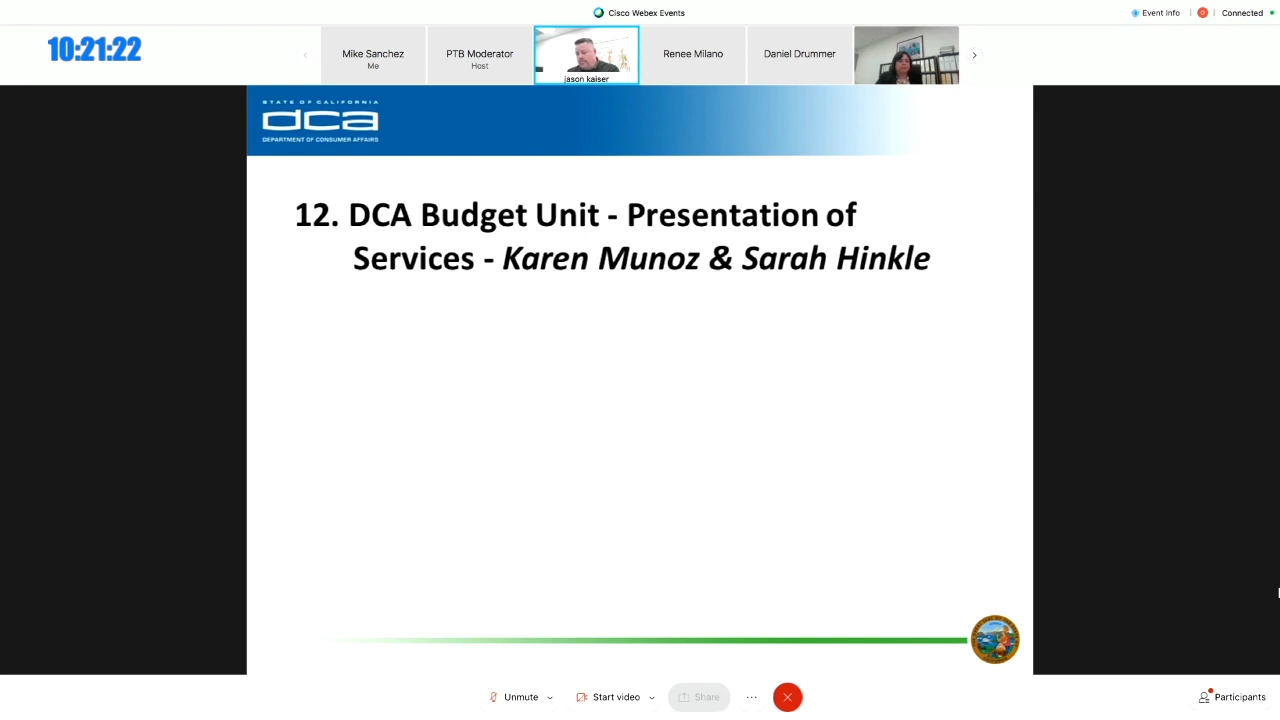 Cisco Webex Events
Event Info
Connected
10:21:22
Mike Sanchez
Me
PTB Moderator
Host
jason kaiser
Renee Milano
Daniel Drummer
STATE OF CALIFORNIA
dca
DEPARTMENT OF CONSUMER AFFAIRS
12. DCA Budget Unit - Presentation of
Services - Karen Munoz & Sarah Hinkle
Unmute
Start video
Share
Participants